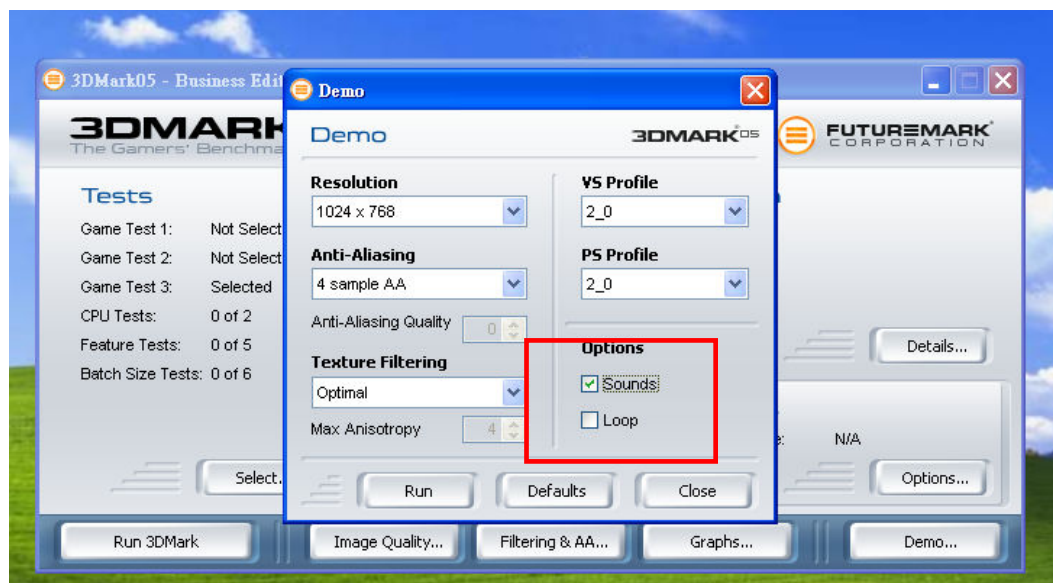 3DMark05 - Business Edi
Demo
3DMARK
The Gamers' Benchma
FUTUREMARK
CORPORATION
Demo
3DMARK05
Tests
Game Test 1: Not Select
Game Test 2: Not Select
Game Test 3: Selected
CPU Tests: 0 of 2
Feature Tests: 0 of 5
Batch Size Tests: 0 of 6
Select.
Resolution
1024 x 768
Anti-Aliasing
4 sample AA
Anti-Aliasing Quality 0
Texture Filtering
Optimal
Max Anisotropy 4
VS Profile
2_0
PS Profile
2_0
Options
Sounds
Loop
Run
Defaults
Close
Details...
N/A
Options...
Run 3DMark
Image Quality...
Filtering & AA...
Graphs...
Demo...